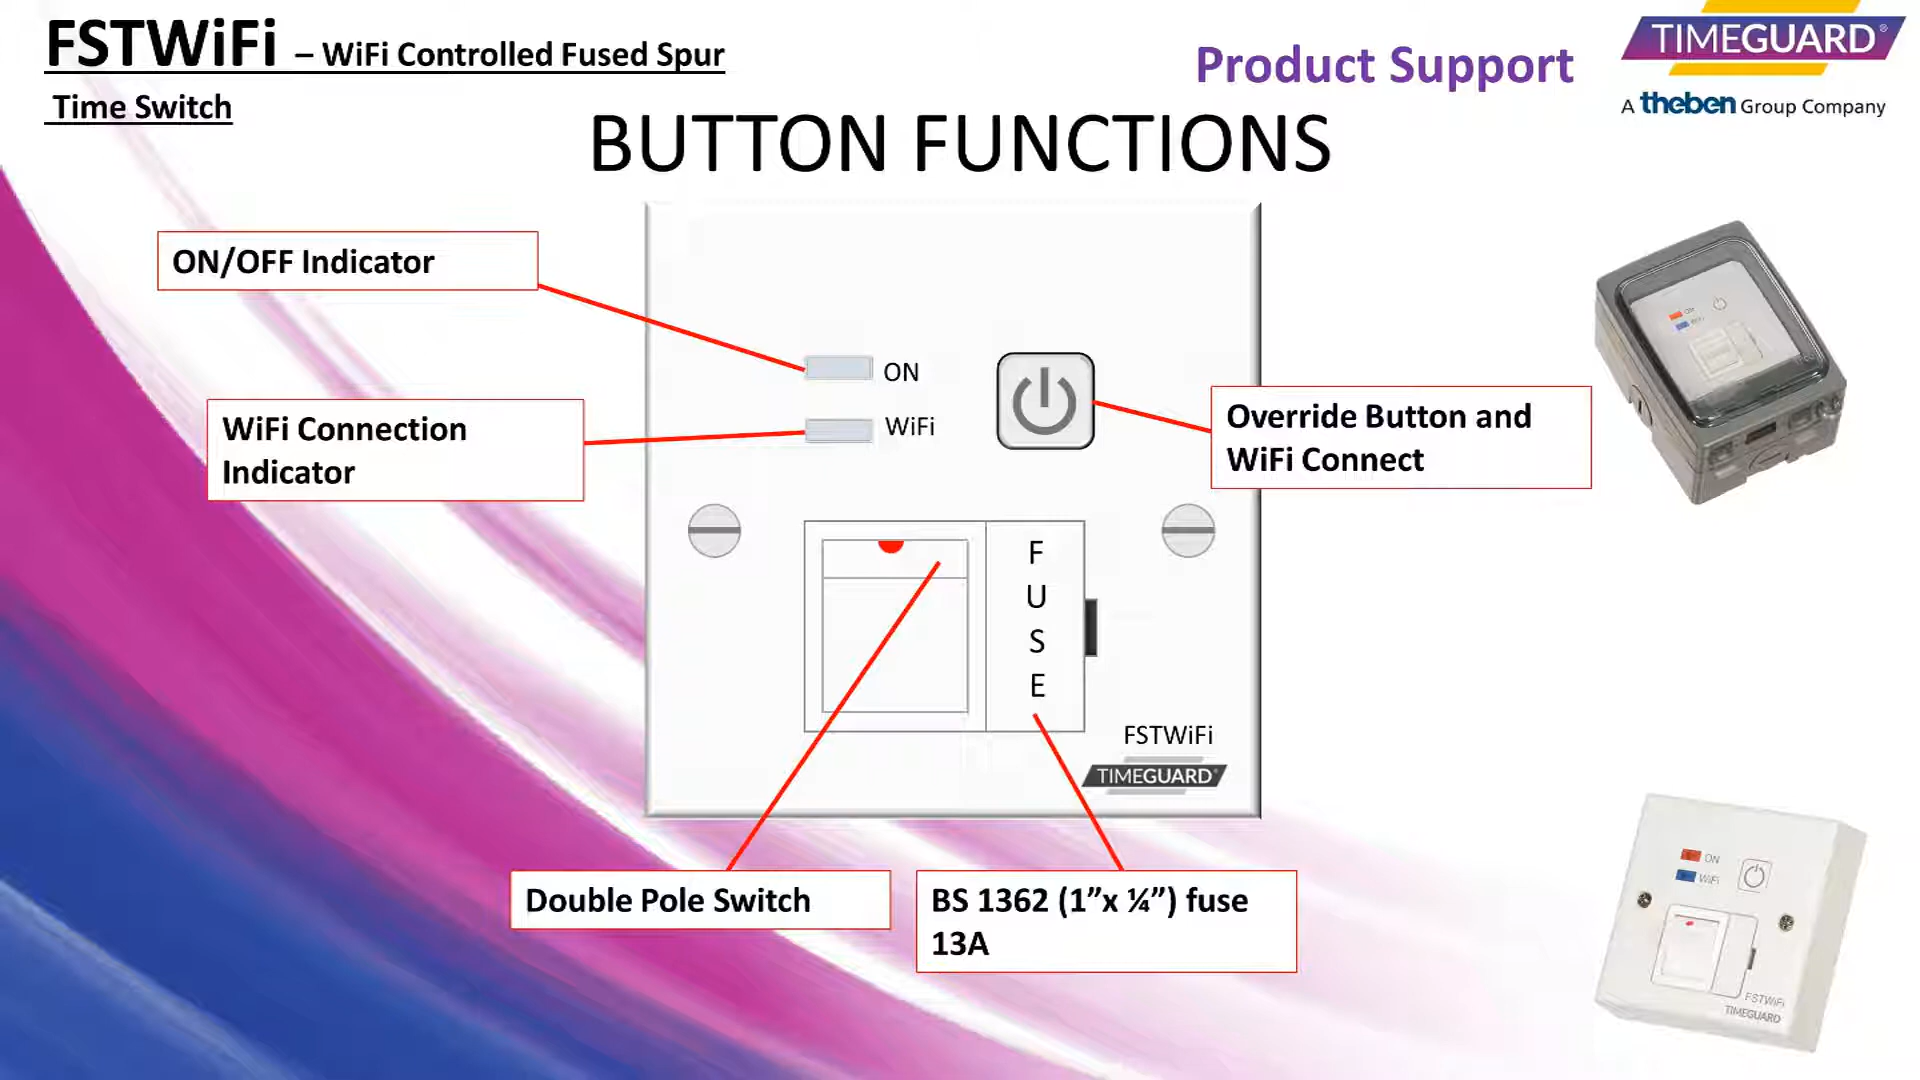 FSTWiFi – WiFi Controlled Fused Spur
Time Switch
Product Support
TIMEGUARD®
A theben Group Company
BUTTON FUNCTIONS
ON/OFF Indicator
ON
WiFi Connection
Indicator
WiFi
Override Button and
WiFi Connect
F
U
S
E
FSTWiFi
TIMEGUARD®
Double Pole Switch
BS 1362 (1”x ¼”) fuse
13A
ON
WiFi
ON
WiFi
FSTWiFi
TIMEGUARD